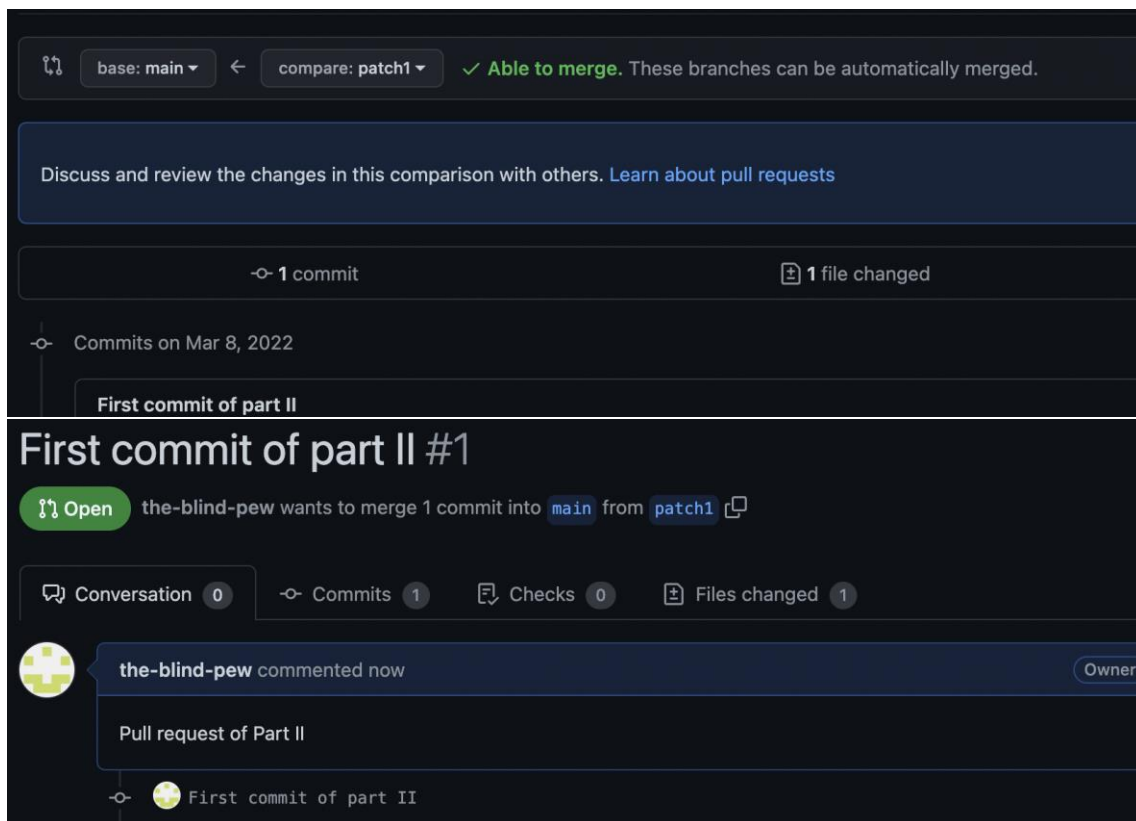 base: main ← compare: patch1 ✓ Able to merge. These branches can be automatically merged.
Discuss and review the changes in this comparison with others. Learn about pull requests
1 commit 1 file changed
Commits on Mar 8, 2022
First commit of part II
First commit of part II #1
Open the-blind-pew wants to merge 1 commit into main from patch1
Conversation 0 Commits 1 Checks 0 Files changed 1
the-blind-pew commented now Owner
Pull request of Part II
First commit of part II